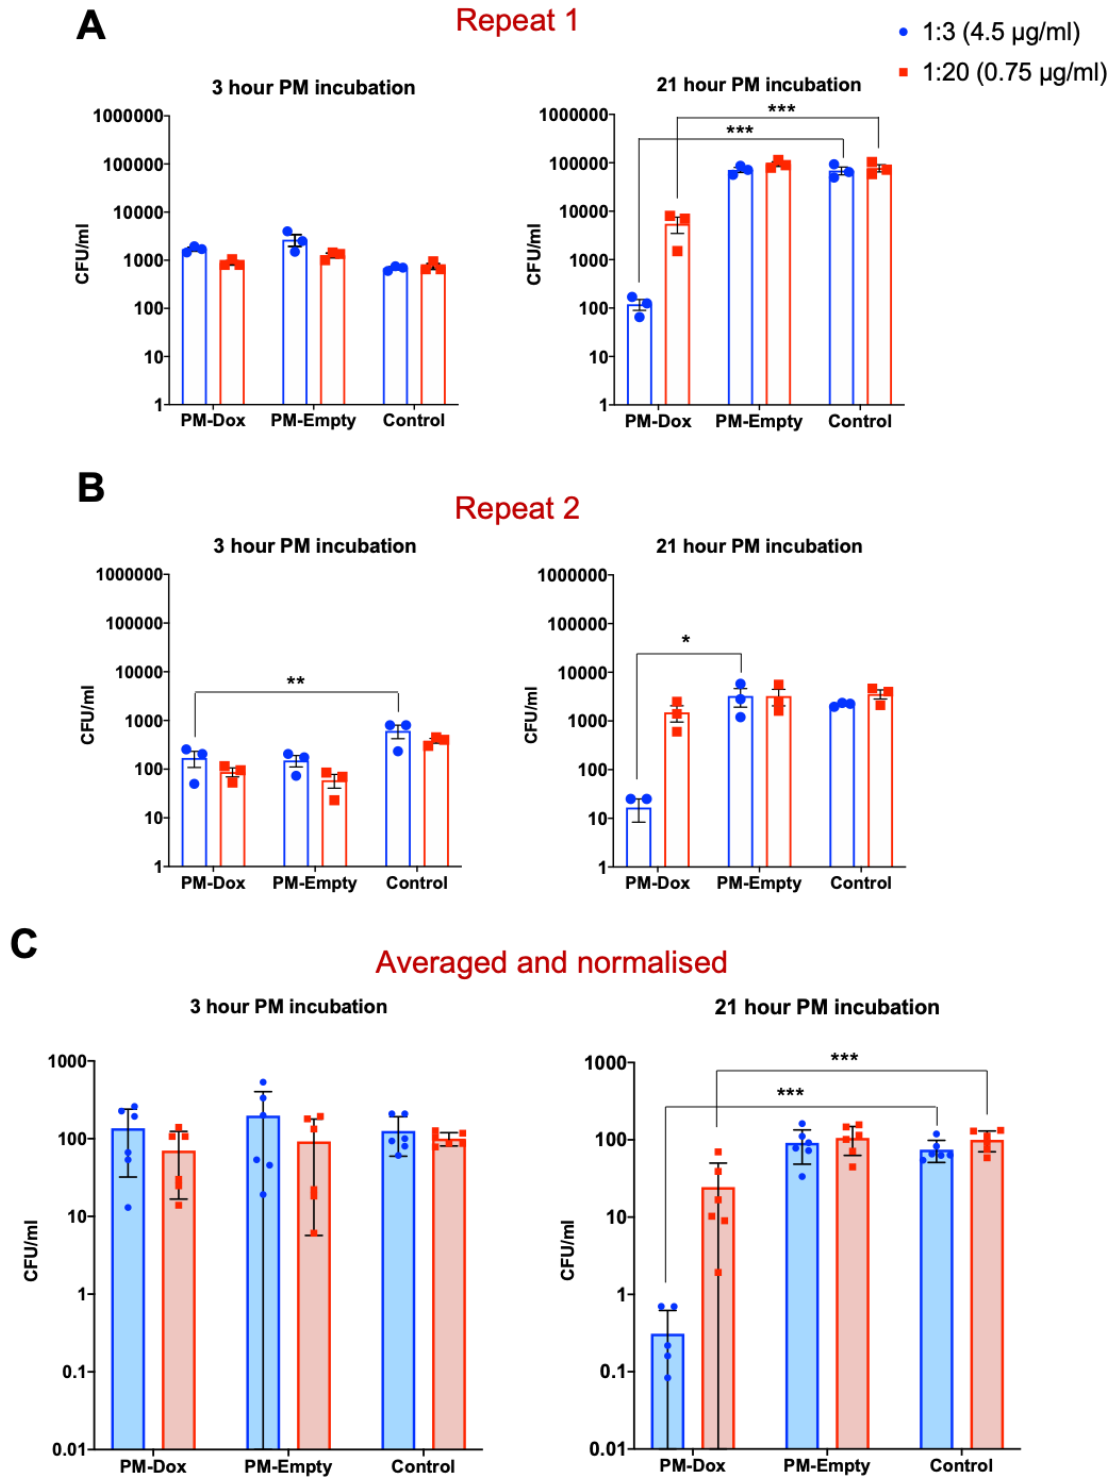 A
Repeat 1
1:3 (4.5 µg/ml)
1:20 (0.75 µg/ml)
3 hour PM incubation
1000000
100000
10000
1000
100
10
1
CFU/ml
PM-Dox PM-Empty Control
21 hour PM incubation
***
***
1000000
100000
10000
1000
100
10
1
CFU/ml
PM-Dox PM-Empty Control
B
Repeat 2
3 hour PM incubation
1000000
100000
10000
1000
100
10
1
**
CFU/ml
PM-Dox PM-Empty Control
21 hour PM incubation
1000000
100000
10000
1000
100
10
1
*
CFU/ml
PM-Dox PM-Empty Control
C
Averaged and normalised
3 hour PM incubation
1000
100
10
1
0.1
0.01
CFU/ml
PM-Dox PM-Empty Control
21 hour PM incubation
***
***
1000
100
10
1
0.1
0.01
CFU/ml
PM-Dox PM-Empty Control